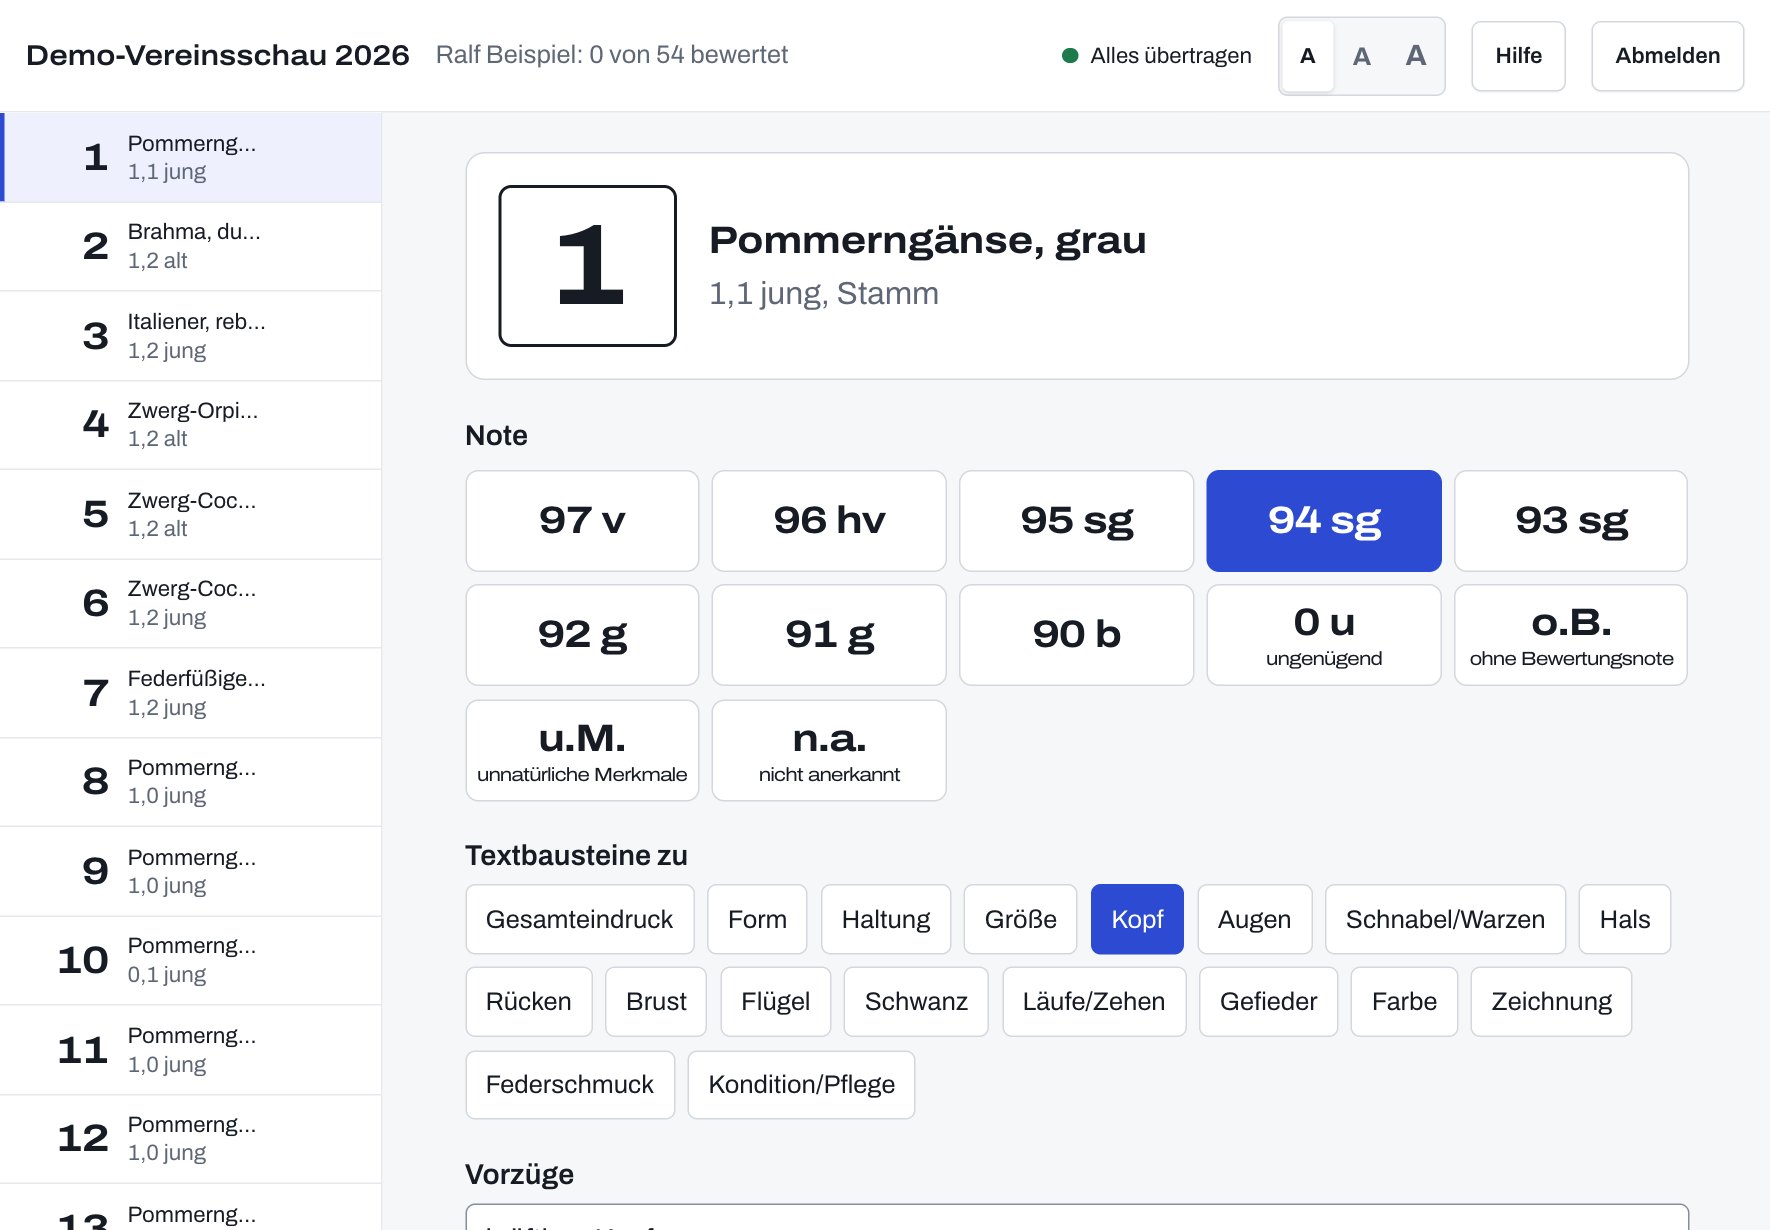 Demo-Vereinsschau 2026
Ralf Beispiel: 0 von 54 bewertet
Alles übertragen
A A A
Hilfe
Abmelden
1 Pommerng...
1,1 jung
2 Brahma, du...
1,2 alt
3 Italiener, reb...
1,2 jung
4 Zwerg-Orpi...
1,2 alt
5 Zwerg-Coc...
1,2 alt
6 Zwerg-Coc...
1,2 jung
7 Federfüßige...
1,2 jung
8 Pommerng...
1,0 jung
9 Pommerng...
1,0 jung
10 Pommerng...
0,1 jung
11 Pommerng...
1,0 jung
12 Pommerng...
1,0 jung
13 Pommerng...
1
Pommerngänse, grau
1,1 jung, Stamm
Note
97 v
96 hv
95 sg
94 sg
93 sg
92 g
91 g
90 b
0 u
ungenügend
o.B.
ohne Bewertungsnote
u.M.
unnatürliche Merkmale
n.a.
nicht anerkannt
Textbausteine zu
Gesamteindruck
Form
Haltung
Größe
Kopf
Augen
Schnabel/Warzen
Hals
Rücken
Brust
Flügel
Schwanz
Läufe/Zehen
Gefieder
Farbe
Zeichnung
Federschmuck
Kondition/Pflege
Vorzüge